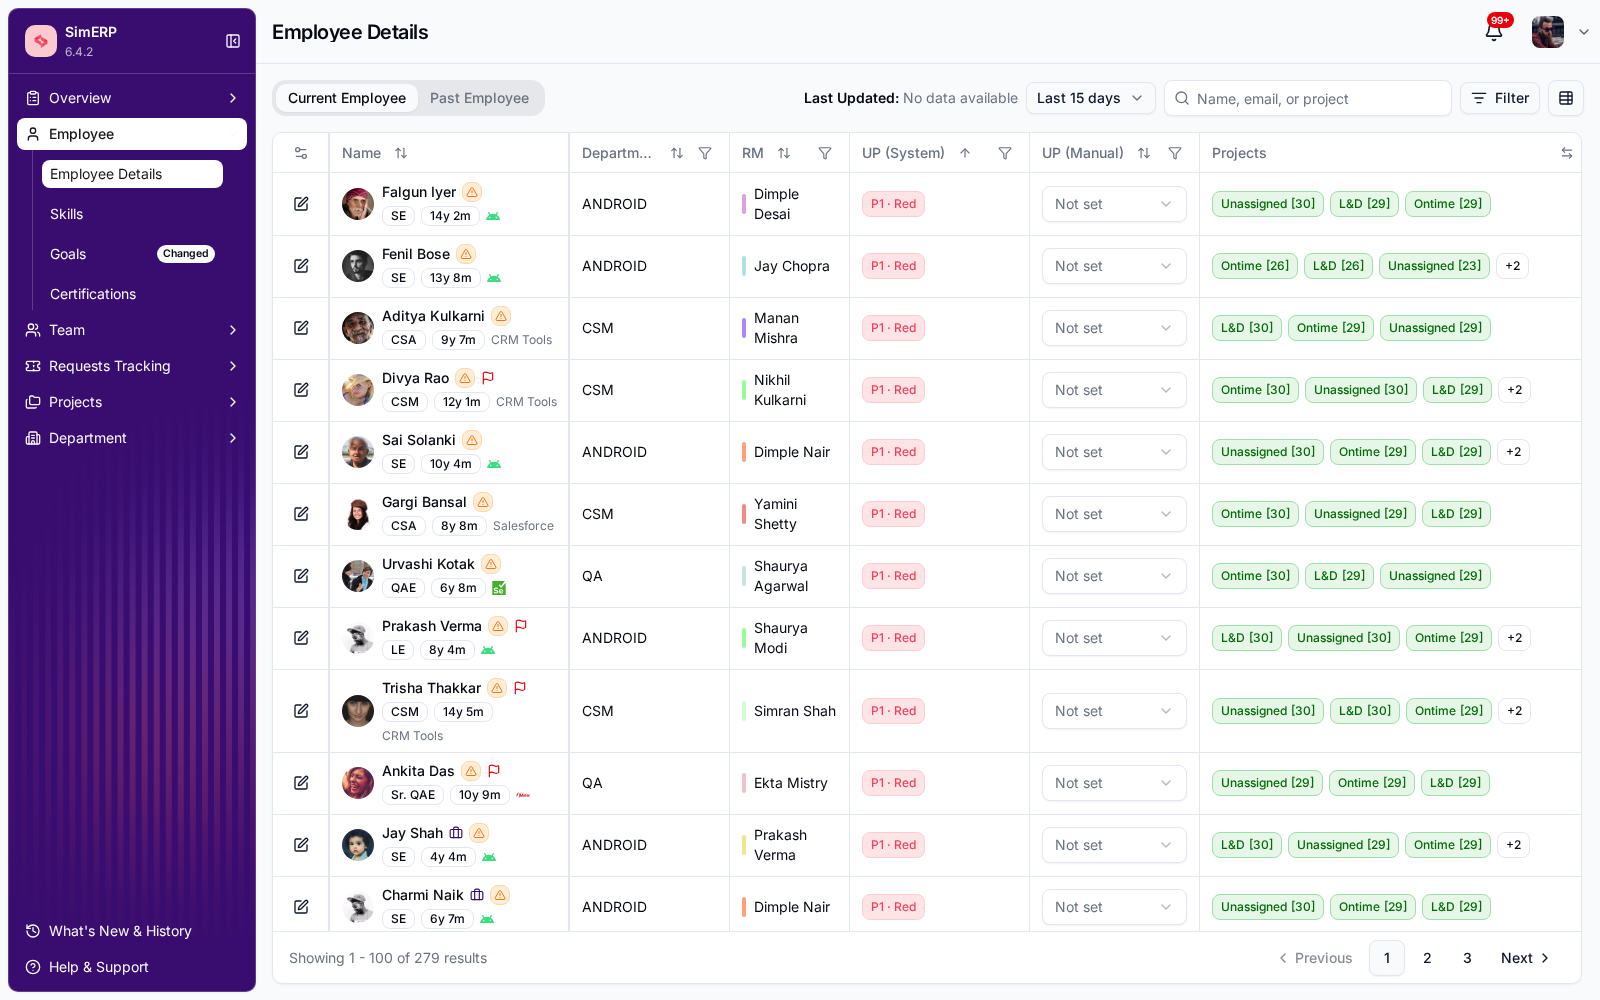 SimERP
6.4.2
Overview
Employee
Employee Details
Skills
Goals
Changed
Certifications
Team
Requests Tracking
Projects
Department
What's New & History
Help & Support
Employee Details
99+
Current Employee
Past Employee
Last Updated: No data available
Last 15 days
Name, email, or project
Filter
Name
Departm...
RM
UP (System)
UP (Manual)
Projects
Falgun Iyer
SE 14y 2m
ANDROID
Dimple
Desai
P1 · Red
Not set
Unassigned [30] L&D [29] Ontime [29]
Fenil Bose
SE 13y 8m
ANDROID
Jay Chopra
P1 · Red
Not set
Ontime [26] L&D [26] Unassigned [23] +2
Aditya Kulkarni
CSA 9y 7m CRM Tools
CSM
Manan
Mishra
P1 · Red
Not set
L&D [30] Ontime [29] Unassigned [29]
Divya Rao
CSM 12y 1m CRM Tools
CSM
Nikhil
Kulkarni
P1 · Red
Not set
Ontime [30] Unassigned [30] L&D [29] +2
Sai Solanki
SE 10y 4m
ANDROID
Dimple Nair
P1 · Red
Not set
Unassigned [30] Ontime [29] L&D [29] +2
Gargi Bansal
CSA 8y 8m Salesforce
CSM
Yamini
Shetty
P1 · Red
Not set
Ontime [30] Unassigned [29] L&D [29]
Urvashi Kotak
QAE 6y 8m Se
QA
Shaurya
Agarwal
P1 · Red
Not set
Ontime [30] L&D [29] Unassigned [29]
Prakash Verma
LE 8y 4m
ANDROID
Shaurya
Modi
P1 · Red
Not set
L&D [30] Unassigned [30] Ontime [29] +2
Trisha Thakkar
CSM 14y 5m
CRM Tools
CSM
Simran Shah
P1 · Red
Not set
Unassigned [30] L&D [30] Ontime [29] +2
Ankita Das
Sr. QAE 10y 9m
QA
Ekta Mistry
P1 · Red
Not set
Unassigned [29] Ontime [29] L&D [29]
Jay Shah
SE 4y 4m
ANDROID
Prakash
Verma
P1 · Red
Not set
L&D [30] Unassigned [29] Ontime [29] +2
Charmi Naik
SE 6y 7m
ANDROID
Dimple Nair
P1 · Red
Not set
Unassigned [30] Ontime [29] L&D [29]
Showing 1 - 100 of 279 results
Previous
1
2
3
Next